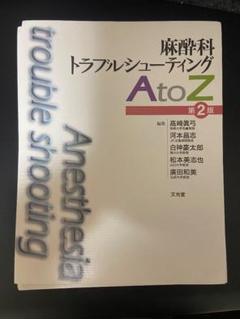 麻酔科
トラブルシューティング
AtoZ
第2版
編集
高崎眞弓
河本昌志
白神豪太郎
松本美志也
廣田和美
文光堂
Anesthesia
trouble shooting